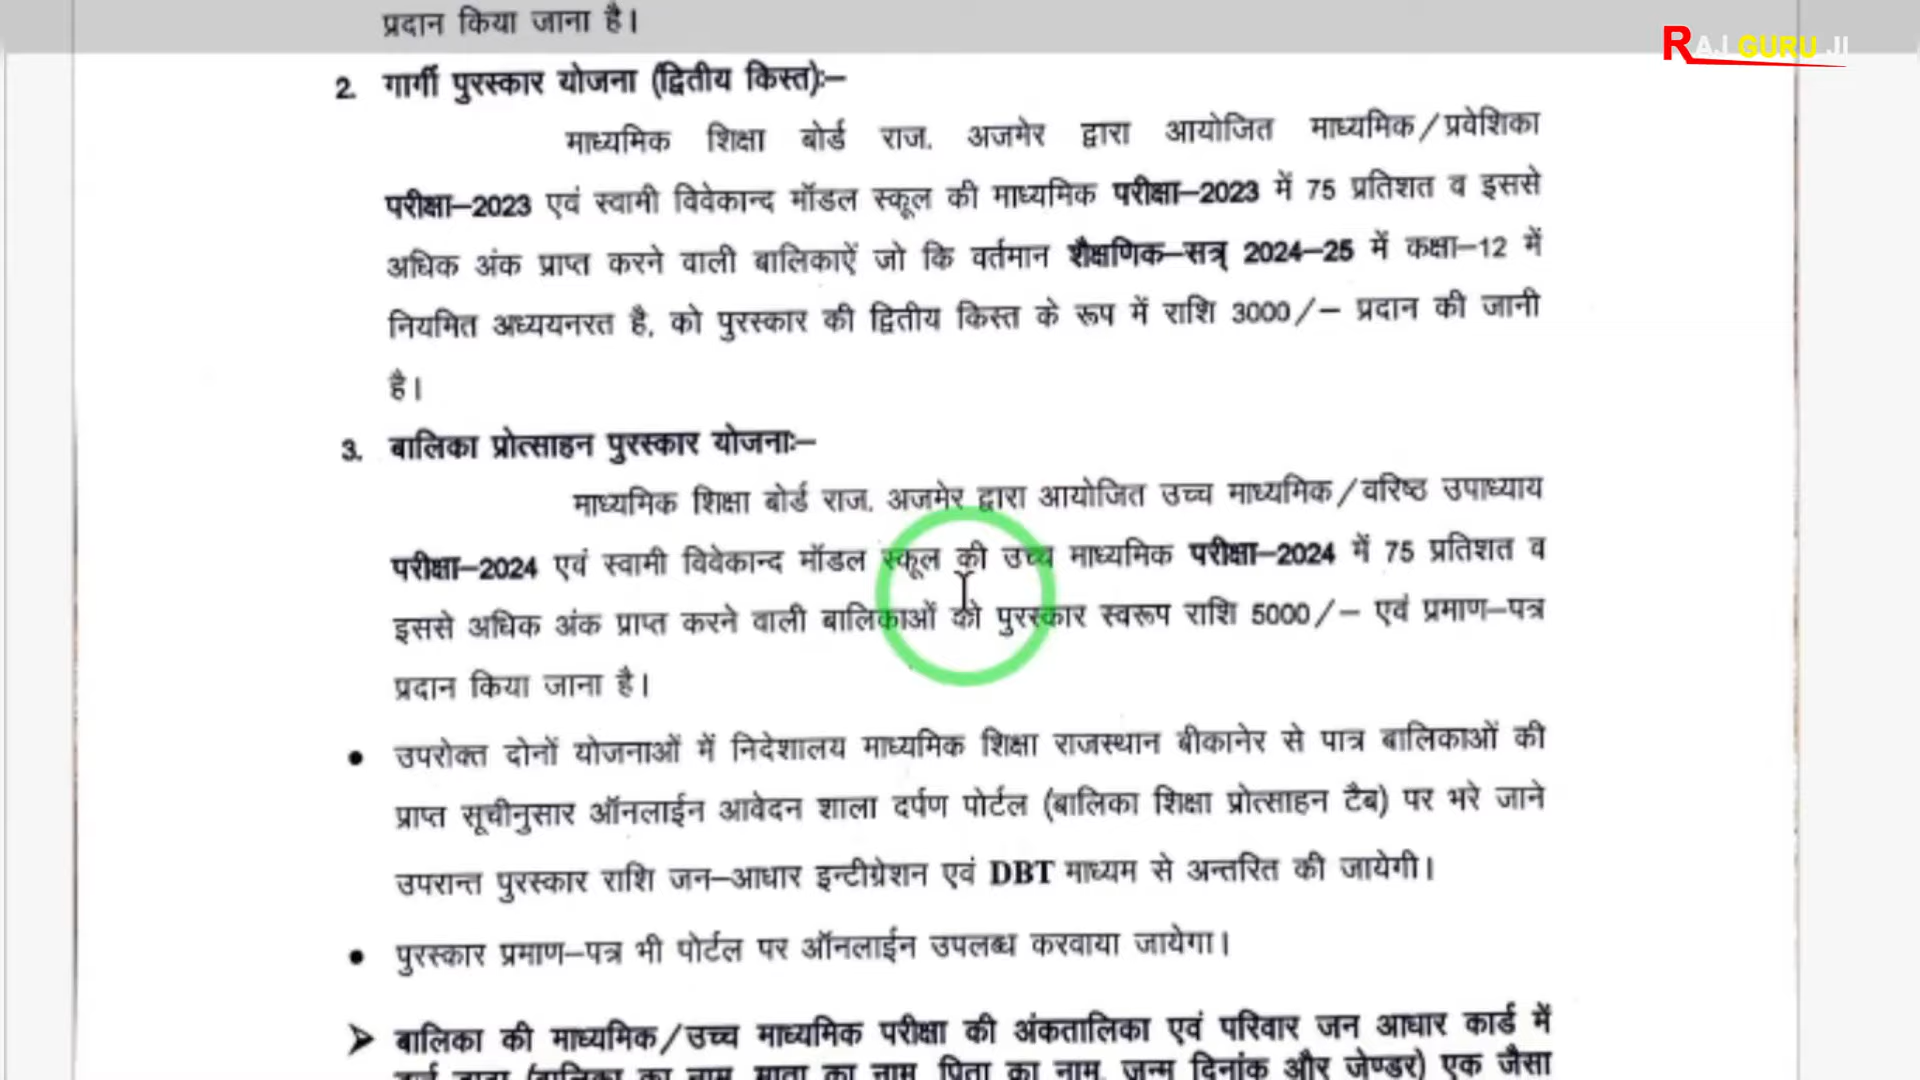 प्रदान किया जाना है।
RAJ GURU JI
2. गार्गी पुरस्कार योजना (द्वितीय किस्त):–
माध्यमिक शिक्षा बोर्ड राज. अजमेर द्वारा आयोजित माध्यमिक/प्रवेशिका
परीक्षा–2023 एवं स्वामी विवेकान्द मॉडल स्कूल की माध्यमिक परीक्षा–2023 में 75 प्रतिशत व इससे
अधिक अंक प्राप्त करने वाली बालिकाऐं जो कि वर्तमान शैक्षणिक–सत्र् 2024–25 में कक्षा–12 में
नियमित अध्ययनरत है, को पुरस्कार की द्वितीय किस्त के रूप में राशि 3000/– प्रदान की जानी
है।
3. बालिका प्रोत्साहन पुरस्कार योजनाः–
माध्यमिक शिक्षा बोर्ड राज. अजमेर द्वारा आयोजित उच्च माध्यमिक/वरिष्ठ उपाध्याय
परीक्षा–2024 एवं स्वामी विवेकान्द मॉडल स्कूल की उच्च माध्यमिक परीक्षा–2024 में 75 प्रतिशत व
इससे अधिक अंक प्राप्त करने वाली बालिकाओं को पुरस्कार स्वरूप राशि 5000/– एवं प्रमाण–पत्र
प्रदान किया जाना है।
• उपरोक्त दोनों योजनाओं में निदेशालय माध्यमिक शिक्षा राजस्थान बीकानेर से पात्र बालिकाओं की
प्राप्त सूचीनुसार ऑनलाईन आवेदन शाला दर्पण पोर्टल (बालिका शिक्षा प्रोत्साहन टैब) पर भरे जाने
उपरान्त पुरस्कार राशि जन–आधार इन्टीग्रेशन एवं DBT माध्यम से अन्तरित की जायेगी।
• पुरस्कार प्रमाण–पत्र भी पोर्टल पर ऑनलाईन उपलब्ध करवाया जायेगा।
➤ बालिका की माध्यमिक/उच्च माध्यमिक परीक्षा की अंकतालिका एवं परिवार जन आधार कार्ड में
(बालिका का नाम, माता का नाम, पिता का नाम, जन्म दिनांक और जेण्डर) एक जैसा